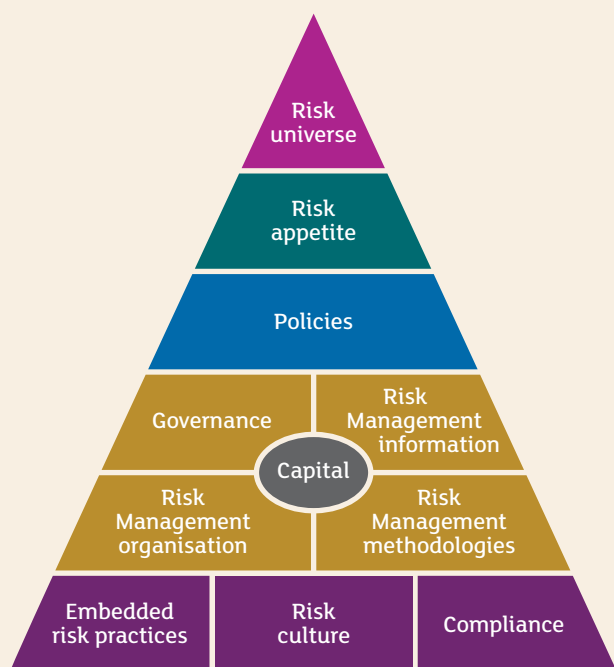 Risk
universe
Risk
appetite
Policies
Governance
Risk
Management
information
Capital
Risk
Management
organisation
Risk
Management
methodologies
Embedded
risk practices
Risk
culture
Compliance